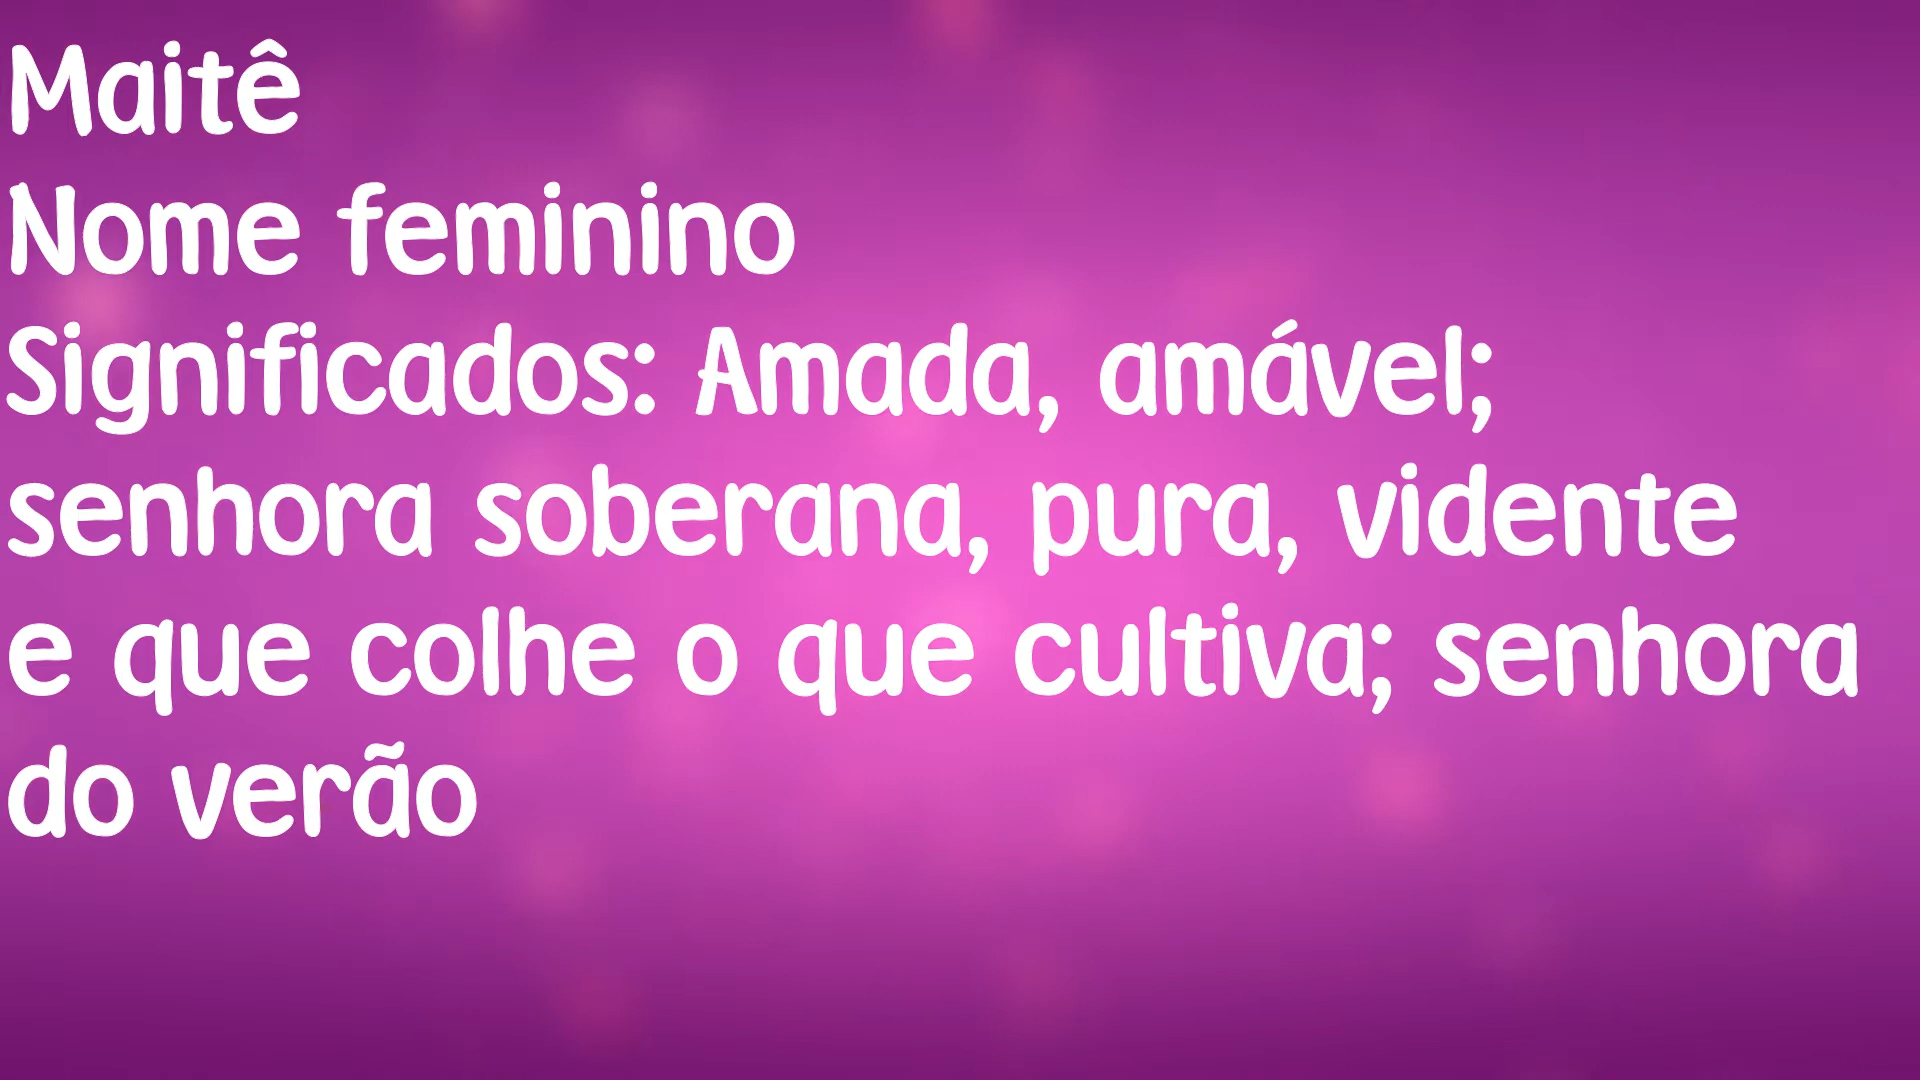 Maitê
Nome feminino
Significados: Amada, amável;
senhora soberana, pura, vidente
e que colhe o que cultiva; senhora
do verão